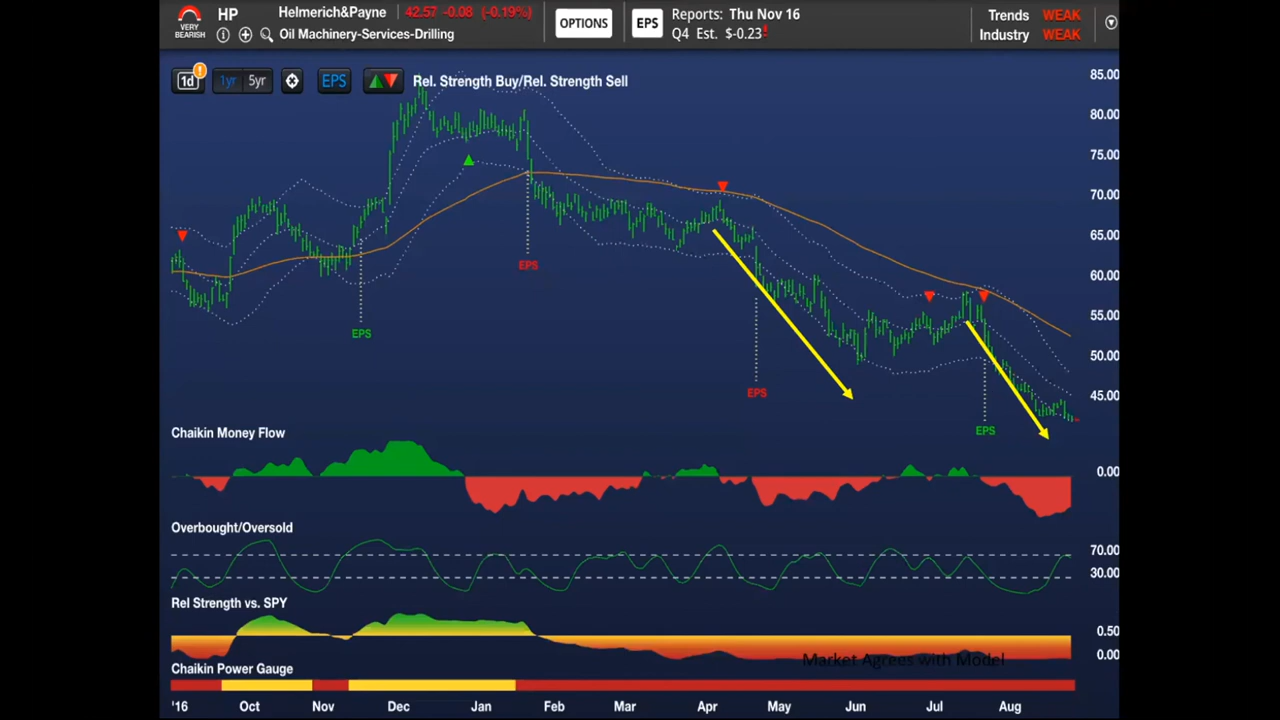 HP
Helmerich&Payne
42.57 -0.08 (-0.19%)
VERY
BEARISH
Oil Machinery-Services-Drilling
OPTIONS
EPS
Reports: Thu Nov 16
Q4 Est. $-0.23!
Trends WEAK
Industry WEAK
1d
1yr 5yr
EPS
Rel. Strength Buy/Rel. Strength Sell
85.00
80.00
75.00
70.00
65.00
60.00
55.00
50.00
45.00
EPS
EPS
EPS
EPS
Chaikin Money Flow
0.00
Overbought/Oversold
70.00
30.00
Rel Strength vs. SPY
0.50
0.00
Market Agrees with Model
Chaikin Power Gauge
'16 Oct Nov Dec Jan Feb Mar Apr May Jun Jul Aug